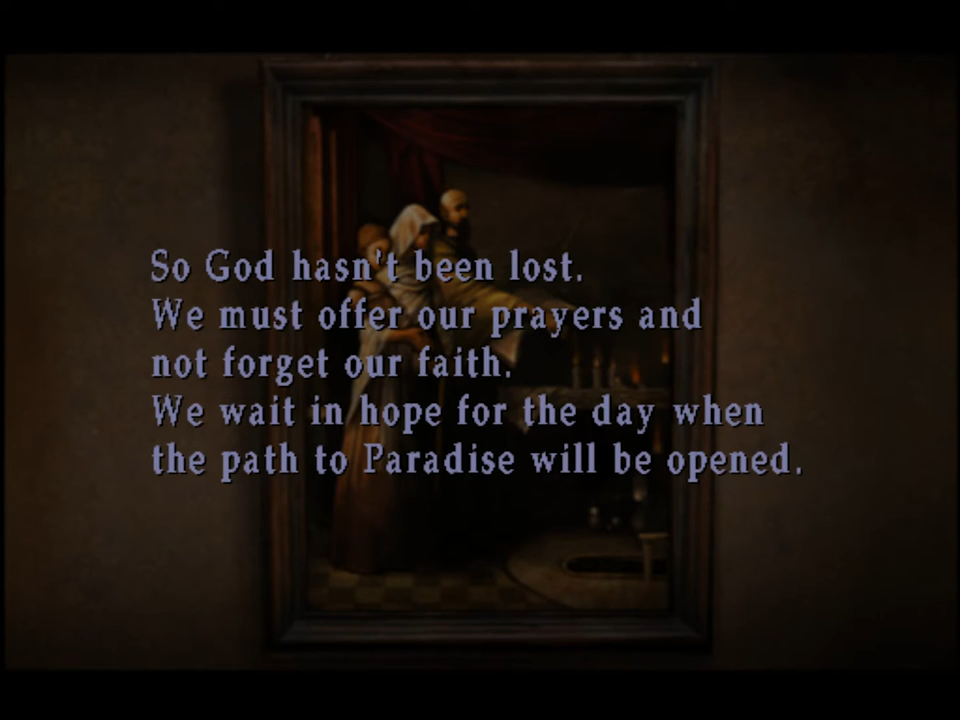 So God hasn't been lost.
We must offer our prayers and
not forget our faith.
We wait in hope for the day when
the path to Paradise will be opened.